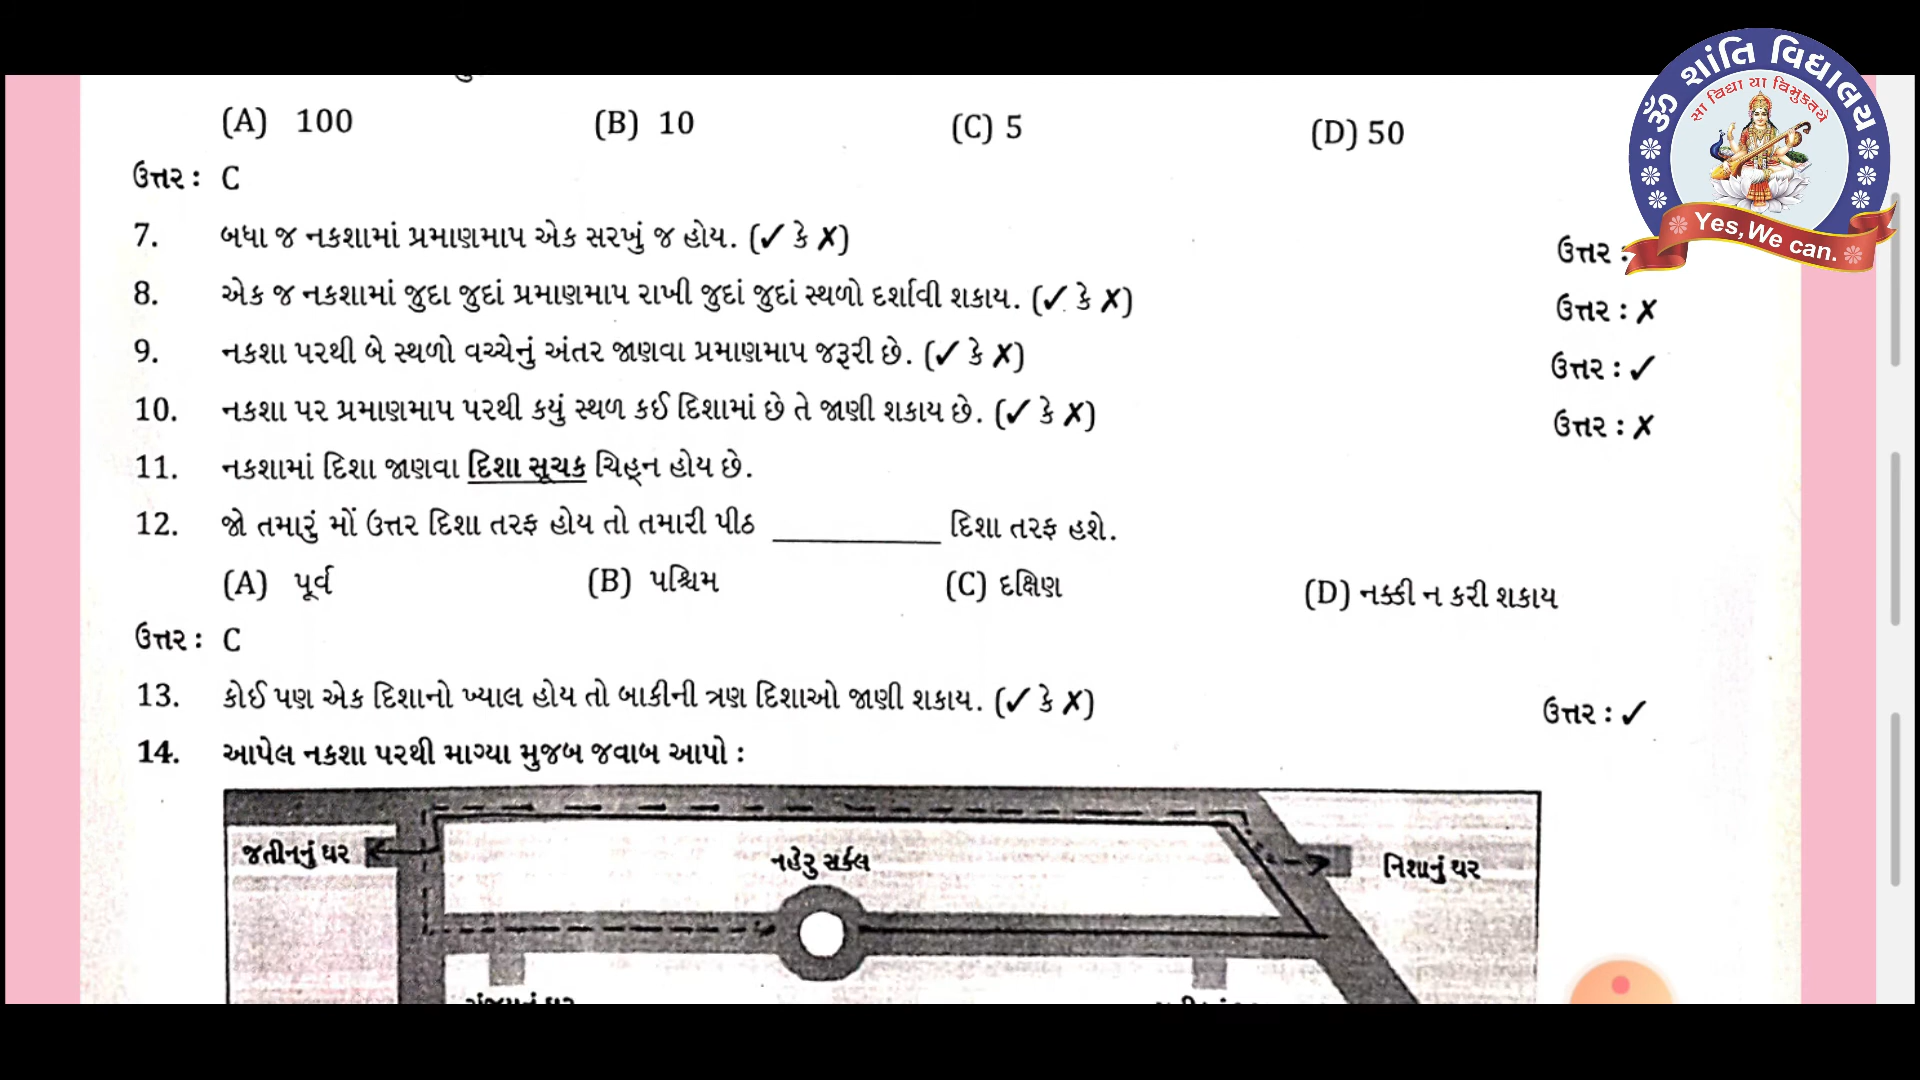 (A) 100 (B) 10 (C) 5 (D) 50
ઉત્તર : C
7. બધા જ નકશામાં પ્રમાણમાપ એક સરખું જ હોય. (✓ કે ✗) ઉત્તર :
8. એક જ નકશામાં જુદા જુદાં પ્રમાણમાપ રાખી જુદાં જુદાં સ્થળો દર્શાવી શકાય. (✓ કે ✗) ઉત્તર : ✗
9. નકશા પરથી બે સ્થળો વચ્ચેનું અંતર જાણવા પ્રમાણમાપ જરૂરી છે. (✓ કે ✗) ઉત્તર : ✓
10. નકશા પર પ્રમાણમાપ પરથી કયું સ્થળ કઈ દિશામાં છે તે જાણી શકાય છે. (✓ કે ✗) ઉત્તર : ✗
11. નકશામાં દિશા જાણવા દિશા સૂચક ચિહ્ન હોય છે.
12. જો તમારું મોં ઉત્તર દિશા તરફ હોય તો તમારી પીઠ ____________ દિશા તરફ હશે.
(A) પૂર્વ (B) પશ્ચિમ (C) દક્ષિણ (D) નક્કી ન કરી શકાય
ઉત્તર : C
13. કોઈ પણ એક દિશાનો ખ્યાલ હોય તો બાકીની ત્રણ દિશાઓ જાણી શકાય. (✓ કે ✗) ઉત્તર : ✓
14. આપેલ નકશા પરથી માગ્યા મુજબ જવાબ આપો :
જતીનનું ઘર
નહેરુ સર્કલ
નિશાનું ઘર
ૐ શાંતિ વિદ્યાલય
સા વિદ્યા યા વિમુક્તયે
Yes, We can.